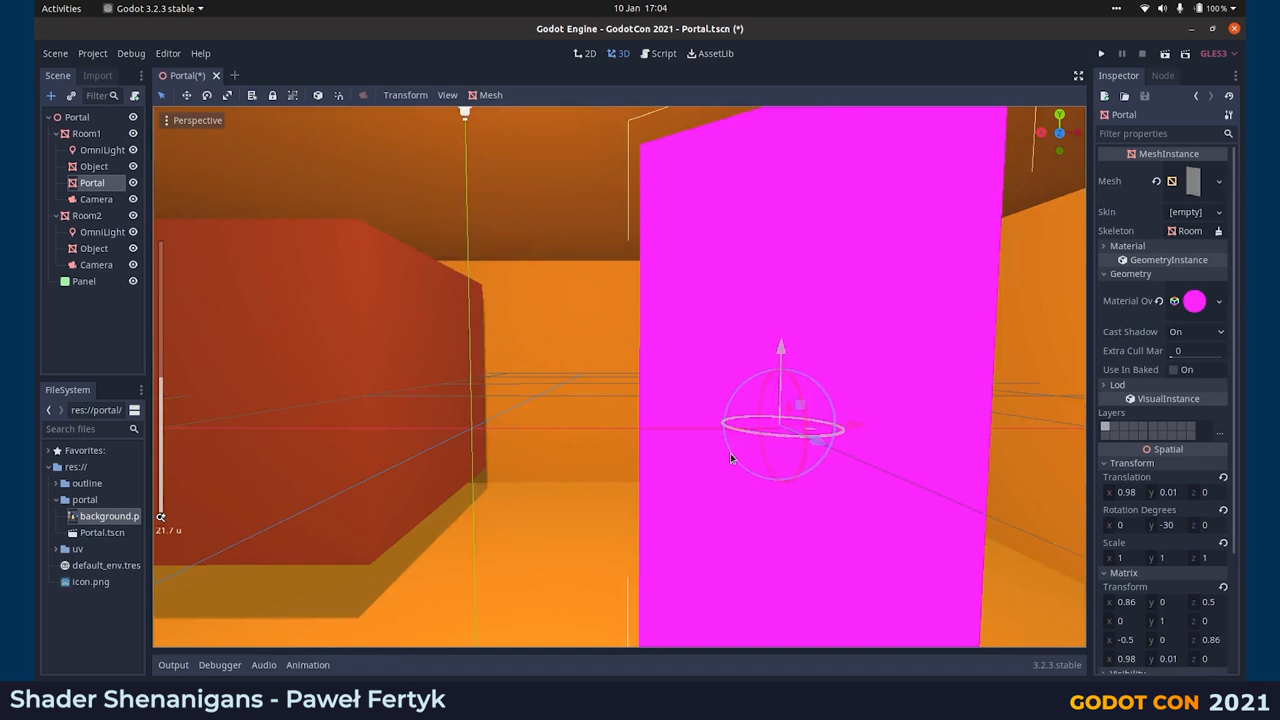 Activities Godot 3.2.3 stable 10 Jan 17:04 100 %
Godot Engine - GodotCon 2021 - Portal.tscn (*)
Scene Project Debug Editor Help 2D 3D Script AssetLib GLES3
Scene Import Portal(*) Inspector Node
Filter Transform View Mesh
Portal
Portal
Perspective
Room1
Filter properties
OmniLight
MeshInstance
Object
Portal
Mesh
Camera
Skin [empty]
Room2
Skeleton Room
OmniLight
Material
Object
GeometryInstance
Camera
Geometry
Panel
Material Ov
Cast Shadow On
Extra Cull Mar 0
Use In Baked On
FileSystem
Lod
VisualInstance
res://portal/
Layers
Search files
Favorites:
Spatial
res://
Transform
outline
Translation
portal
x 0.98 y 0.01 z 0
Rotation Degrees
background.p
x 0 y -30 z 0
Portal.tscn
21.7 u
Scale
uv
x 1 y 1 z 1
default_env.tres
Matrix
icon.png
Transform
x 0.86 y 0 z 0.5
x 0 y 1 z 0
x -0.5 y 0 z 0.86
x 0.98 y 0.01 z 0
Output Debugger Audio Animation 3.2.3.stable
Shader Shenanigans - Paweł Fertyk
GODOT CON 2021